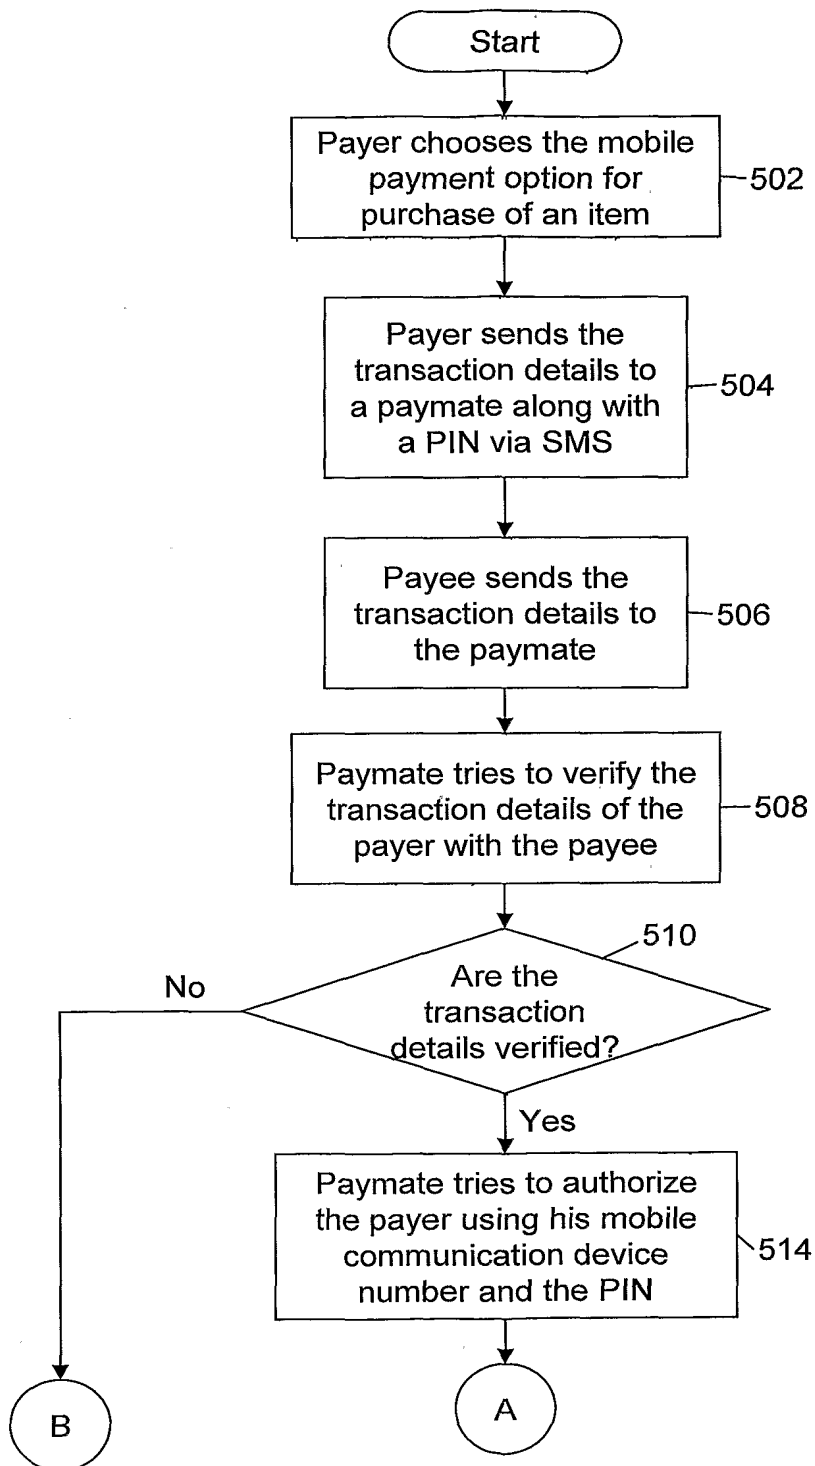 Start
Payer chooses the mobile
payment option for
purchase of an item
502
Payer sends the
transaction details to
a paymate along with
a PIN via SMS
504
Payee sends the
transaction details to
the paymate
506
Paymate tries to verify the
transaction details of the
payer with the payee
508
510
Are the
transaction
details verified?
No
Yes
Paymate tries to authorize
the payer using his mobile
communication device
number and the PIN
514
B
A